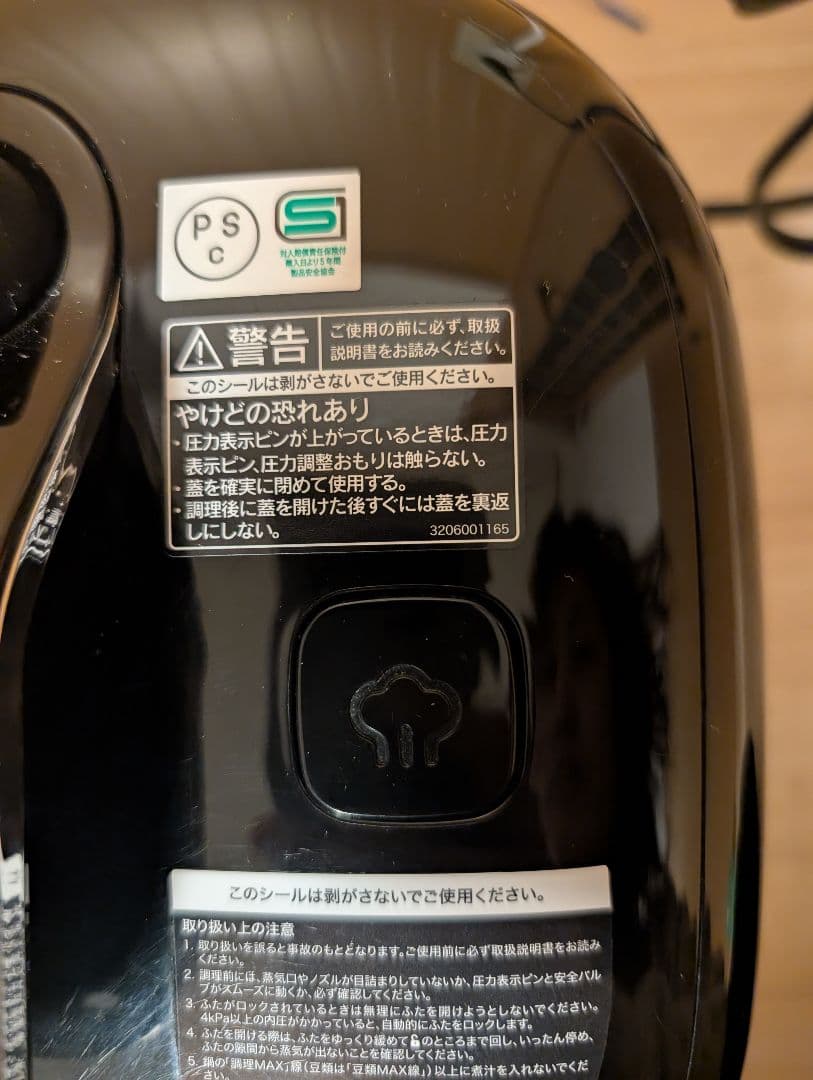 PS
c
S
対人賠償責任保険付
購入日より5年間
製品安全協会
警告
ご使用の前に必ず、取扱
説明書をお読みください。
このシールは剥がさないでご使用ください。
やけどの恐れあり
・圧力表示ピンが上がっているときは、圧力
表示ピン、圧力調整おもりは触らない。
・蓋を確実に閉めて使用する。
・調理後に蓋を開けた後すぐには蓋を裏返
しにしない。
3206001165
このシールは剥がさないでご使用ください。
取り扱い上の注意
1. 取り扱いを誤ると事故のもととなります。ご使用前に必ず取扱説明書をお読み
ください。
2. 調理前には、蒸気口やノズルが目詰まりしていないか、圧力表示ピンと安全バル
ブがスムーズに動くか、必ず確認してください。
3. ふたがロックされているときは無理にふたを開けようとしないでください。
4kPa以上の内圧がかかっていると、自動的にふたをロックします。
4. ふたを開ける際は、ふたをゆっくり緩めてのところまで回し、いったん停め、
ふたの隙間から蒸気が出ないことを確認してください。
5. 鍋の「調理MAX」線(豆類は「豆類MAX線」)以上に煮汁を入れないでくだ
さい。